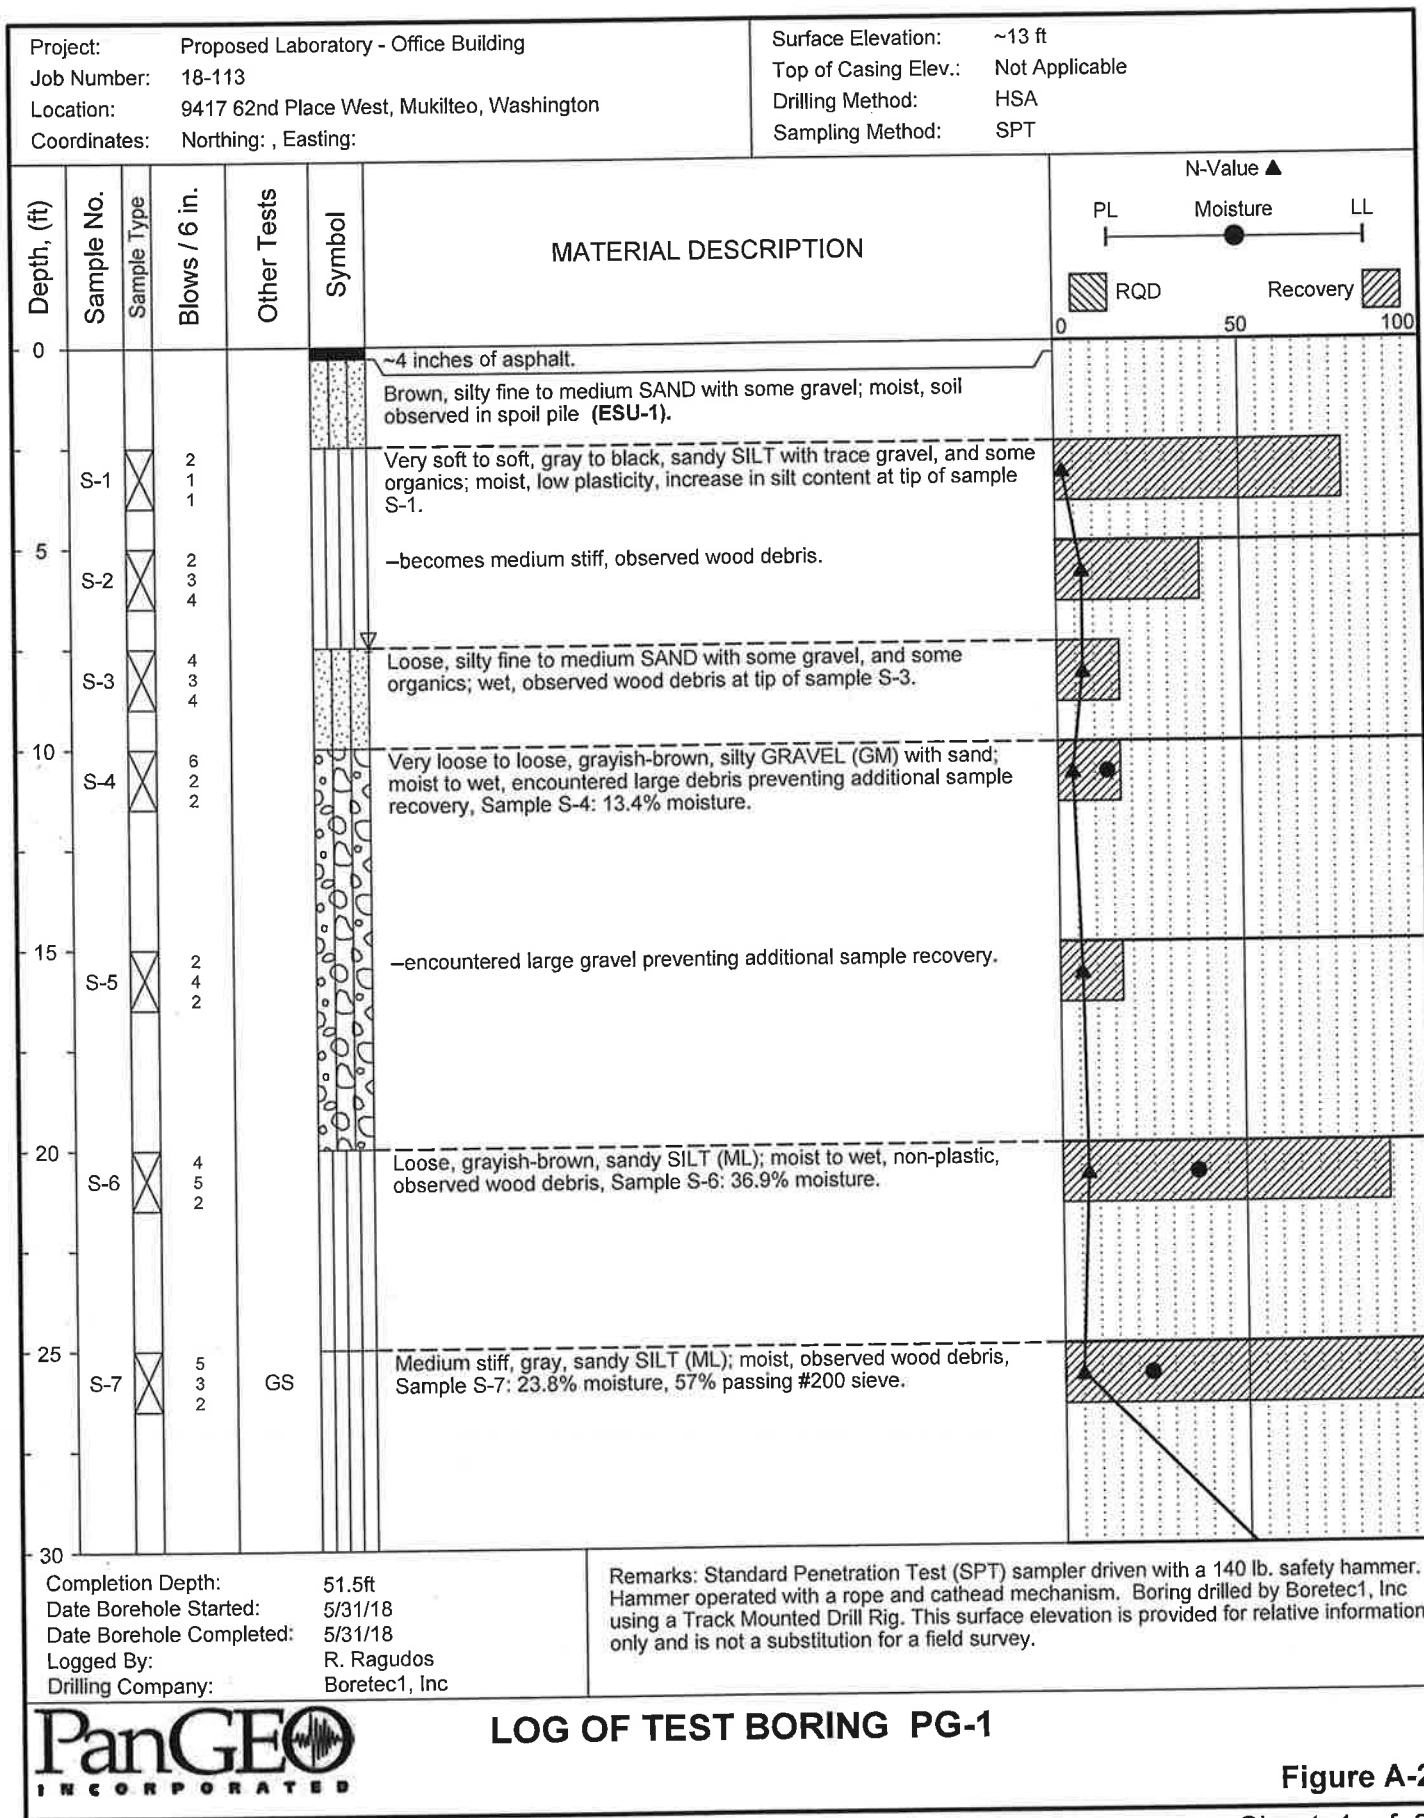 Project: Proposed Laboratory - Office Building
Job Number: 18-113
Location: 9417 62nd Place West, Mukilteo, Washington
Coordinates: Northing: , Easting:
Surface Elevation: ~13 ft
Top of Casing Elev.: Not Applicable
Drilling Method: HSA
Sampling Method: SPT
Depth, (ft)
Sample No.
Sample Type
Blows / 6 in.
Other Tests
Symbol
MATERIAL DESCRIPTION
N-Value ▲
PL Moisture LL
RQD Recovery
0 50 100
0
~4 inches of asphalt.
Brown, silty fine to medium SAND with some gravel; moist, soil
observed in spoil pile (ESU-1).
S-1
2
1
1
Very soft to soft, gray to black, sandy SILT with trace gravel, and some
organics; moist, low plasticity, increase in silt content at tip of sample
S-1.
5
S-2
2
3
4
–becomes medium stiff, observed wood debris.
S-3
4
3
4
Loose, silty fine to medium SAND with some gravel, and some
organics; wet, observed wood debris at tip of sample S-3.
10
S-4
6
2
2
Very loose to loose, grayish-brown, silty GRAVEL (GM) with sand;
moist to wet, encountered large debris preventing additional sample
recovery, Sample S-4: 13.4% moisture.
15
S-5
2
4
2
–encountered large gravel preventing additional sample recovery.
20
S-6
4
5
2
Loose, grayish-brown, sandy SILT (ML); moist to wet, non-plastic,
observed wood debris, Sample S-6: 36.9% moisture.
25
S-7
5
3
2
GS
Medium stiff, gray, sandy SILT (ML); moist, observed wood debris,
Sample S-7: 23.8% moisture, 57% passing #200 sieve.
30
Completion Depth: 51.5ft
Date Borehole Started: 5/31/18
Date Borehole Completed: 5/31/18
Logged By: R. Ragudos
Drilling Company: Boretec1, Inc
Remarks: Standard Penetration Test (SPT) sampler driven with a 140 lb. safety hammer.
Hammer operated with a rope and cathead mechanism. Boring drilled by Boretec1, Inc
using a Track Mounted Drill Rig. This surface elevation is provided for relative information
only and is not a substitution for a field survey.
PanGEO
INCORPORATED
LOG OF TEST BORING PG-1
Figure A-2